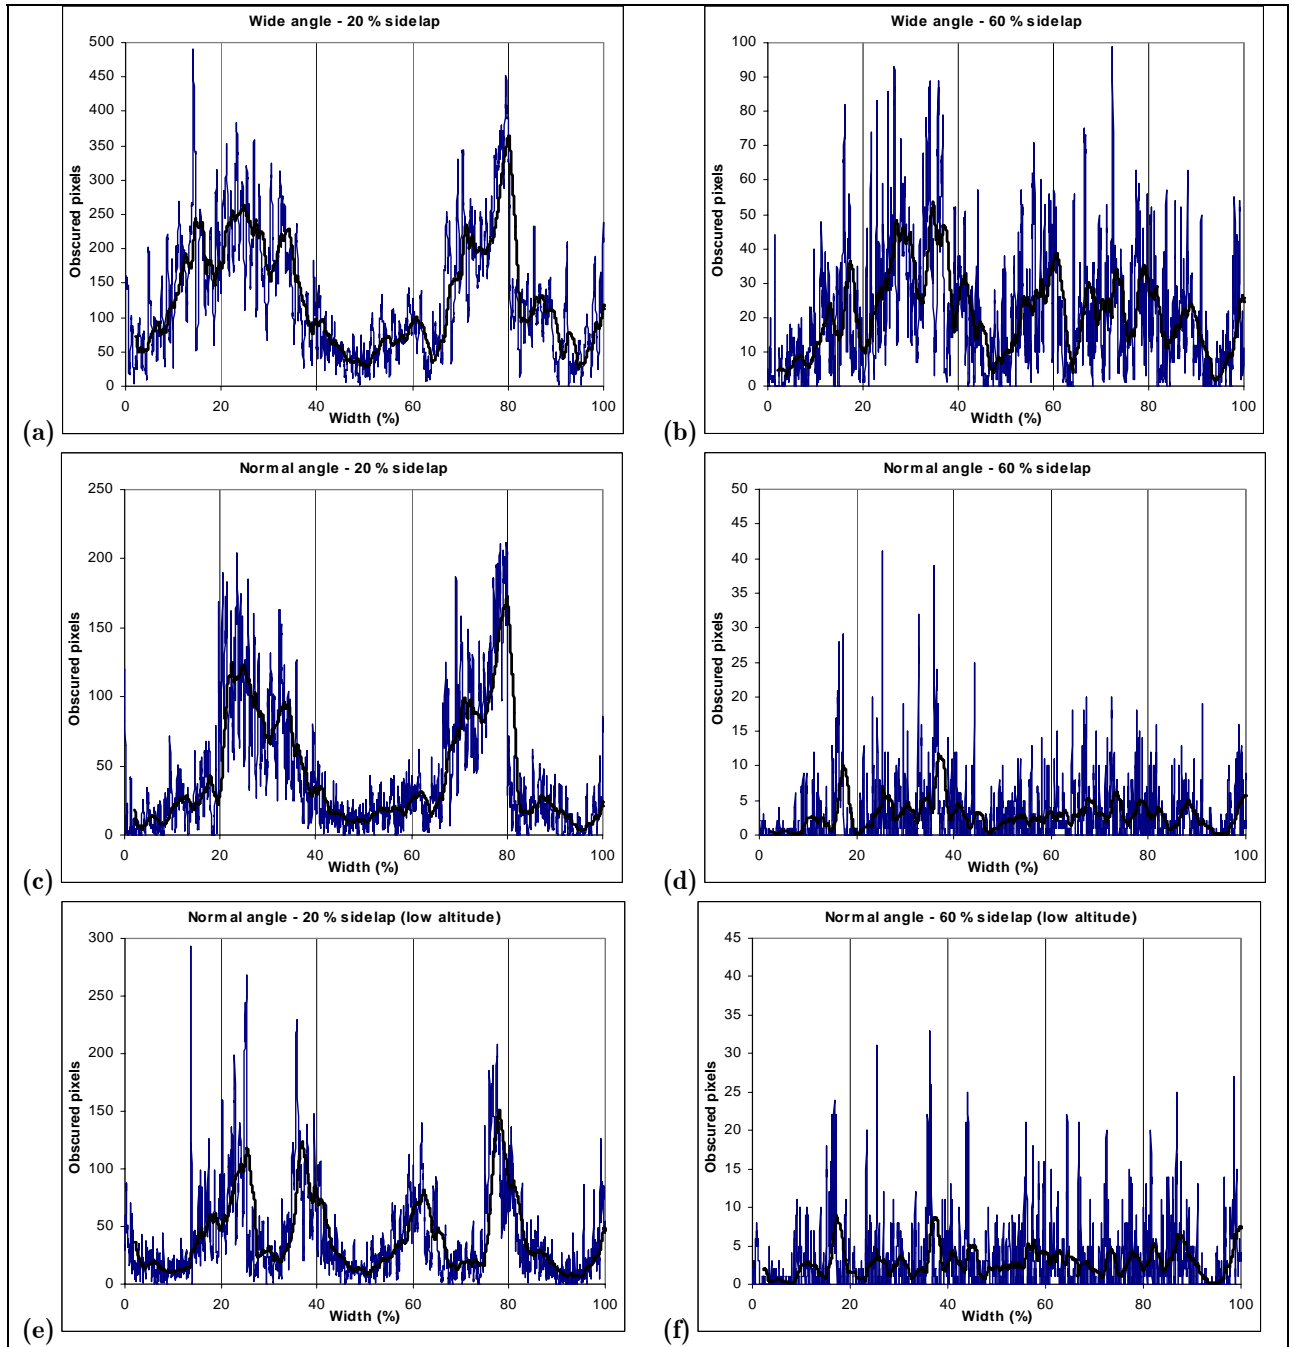 Wide angle - 20 % sidelap
500
450
400
350
300
250
200
150
100
50
0
Obscured pixels
0 20 40 60 80 100
Width (%)
(a)
Wide angle - 60 % sidelap
100
90
80
70
60
50
40
30
20
10
0
Obscured pixels
0 20 40 60 80 100
Width (%)
(b)
Normal angle - 20 % sidelap
250
200
150
100
50
0
Obscured pixels
0 20 40 60 80 100
Width (%)
(c)
Normal angle - 60 % sidelap
50
45
40
35
30
25
20
15
10
5
0
Obscured pixels
0 20 40 60 80 100
Width (%)
(d)
Normal angle - 20 % sidelap (low altitude)
300
250
200
150
100
50
0
Obscured pixels
0 20 40 60 80 100
Width (%)
(e)
Normal angle - 60 % sidelap (low altitude)
45
40
35
30
25
20
15
10
5
0
Obscured pixels
0 20 40 60 80 100
Width (%)
(f)